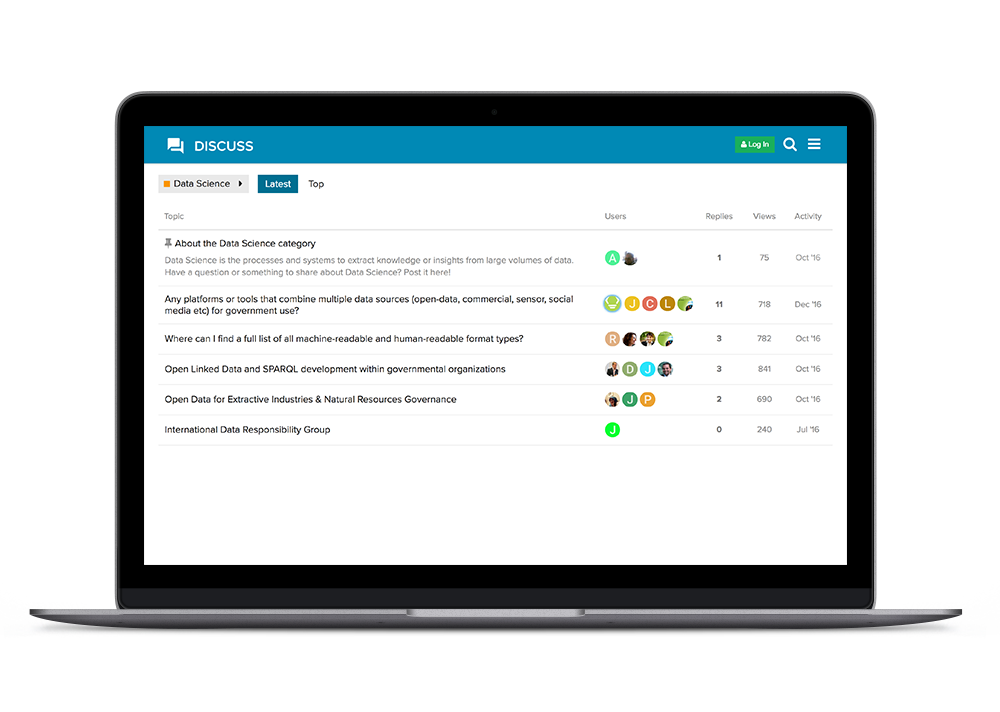 DISCUSS
Log In
Data Science
Latest
Top
Topic Users Replies Views Activity
About the Data Science category
Data Science is the processes and systems to extract knowledge or insights from large volumes of data.
Have a question or something to share about Data Science? Post it here!
A 1 75 Oct '16
Any platforms or tools that combine multiple data sources (open-data, commercial, sensor, social
media etc) for government use?
J C L 11 718 Dec '16
Where can I find a full list of all machine-readable and human-readable format types? R 3 782 Oct '16
Open Linked Data and SPARQL development within governmental organizations D J 3 841 Oct '16
Open Data for Extractive Industries & Natural Resources Governance J P 2 690 Oct '16
International Data Responsibility Group J 0 240 Jul '16